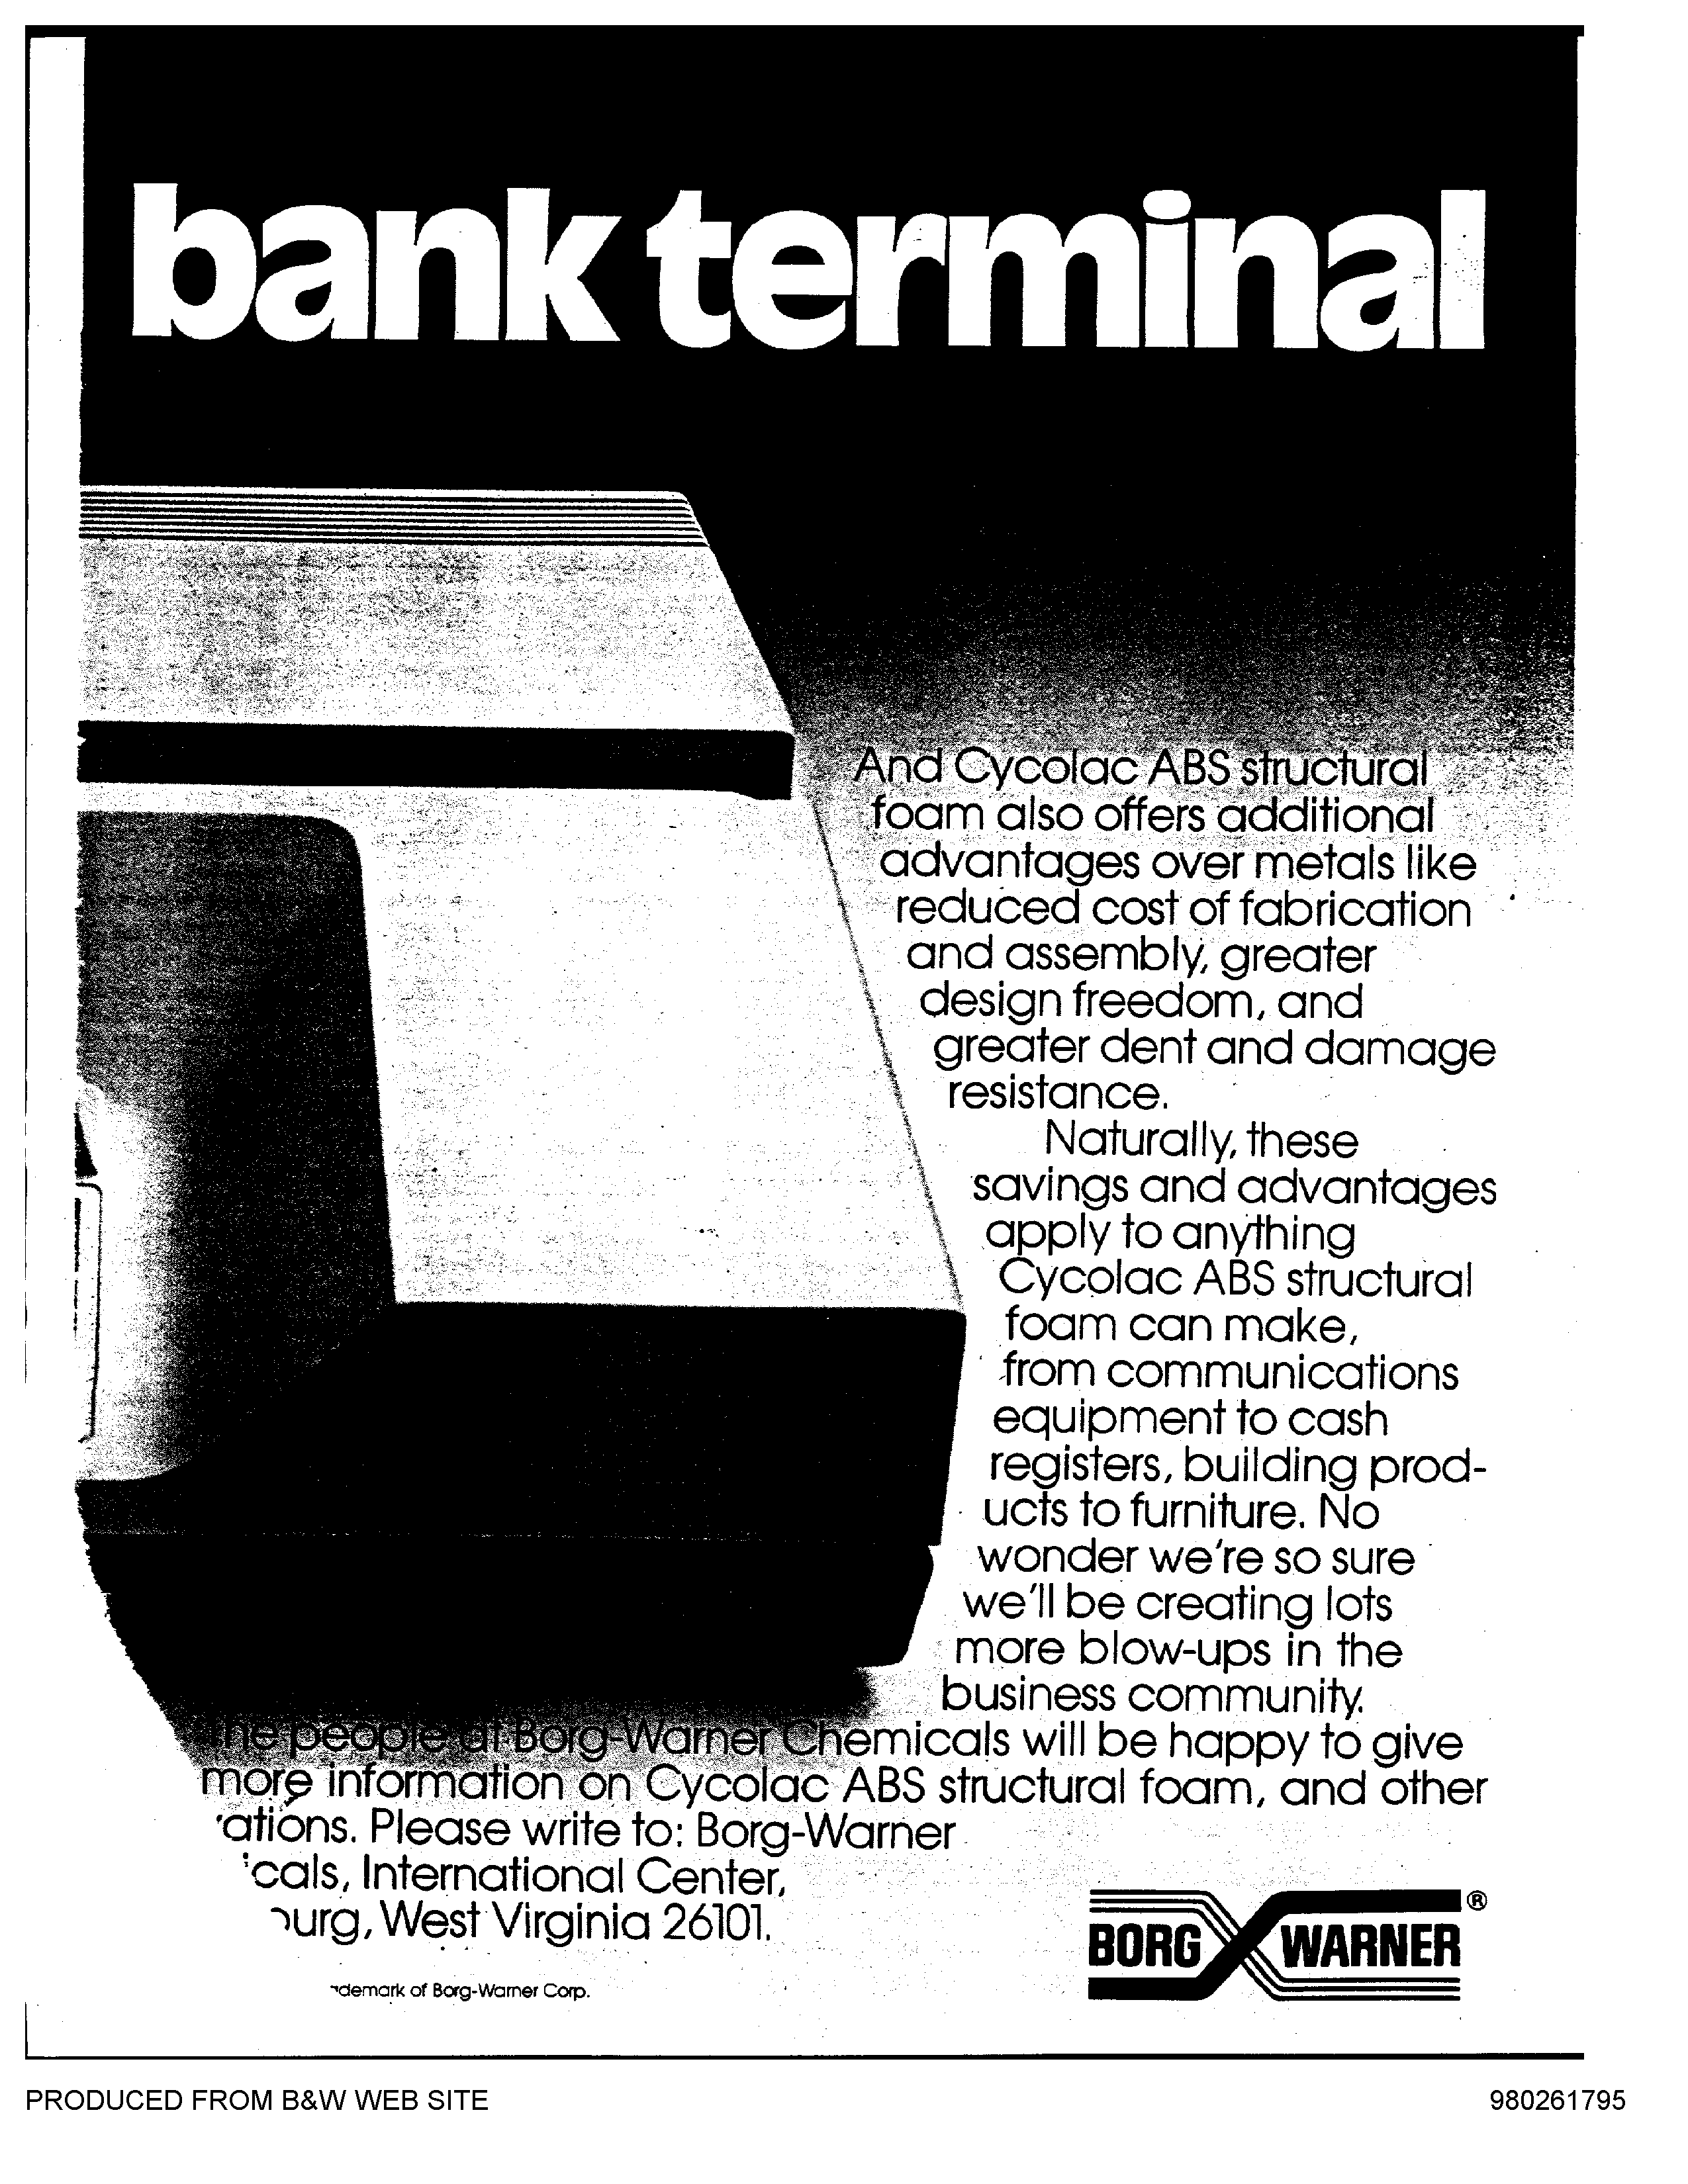 bank terminal
And Cycolac ABS structural
foam also offers additional
advantages over metals like
reduced cost of fabrication
and assembly, greater
design freedom, and
greater dent and damage
resistance.
Naturally, these
savings and advantages
apply to anything
Cycolac ABS structural
foam can make,
from communications
equipment to cash
registers, building prod-
ucts to furniture. No
wonder we're so sure
we'll be creating lots
more blow-ups in the
business community.
The people at Borg-Warner Chemicals will be happy to give
more information on Cycolac ABS structural foam, and other
ations. Please write to: Borg-Warner
cals, International Center,
urg, West Virginia 26101.
demark of Borg-Warner Corp.
BORG WARNER ®
PRODUCED FROM B&W WEB SITE
980261795